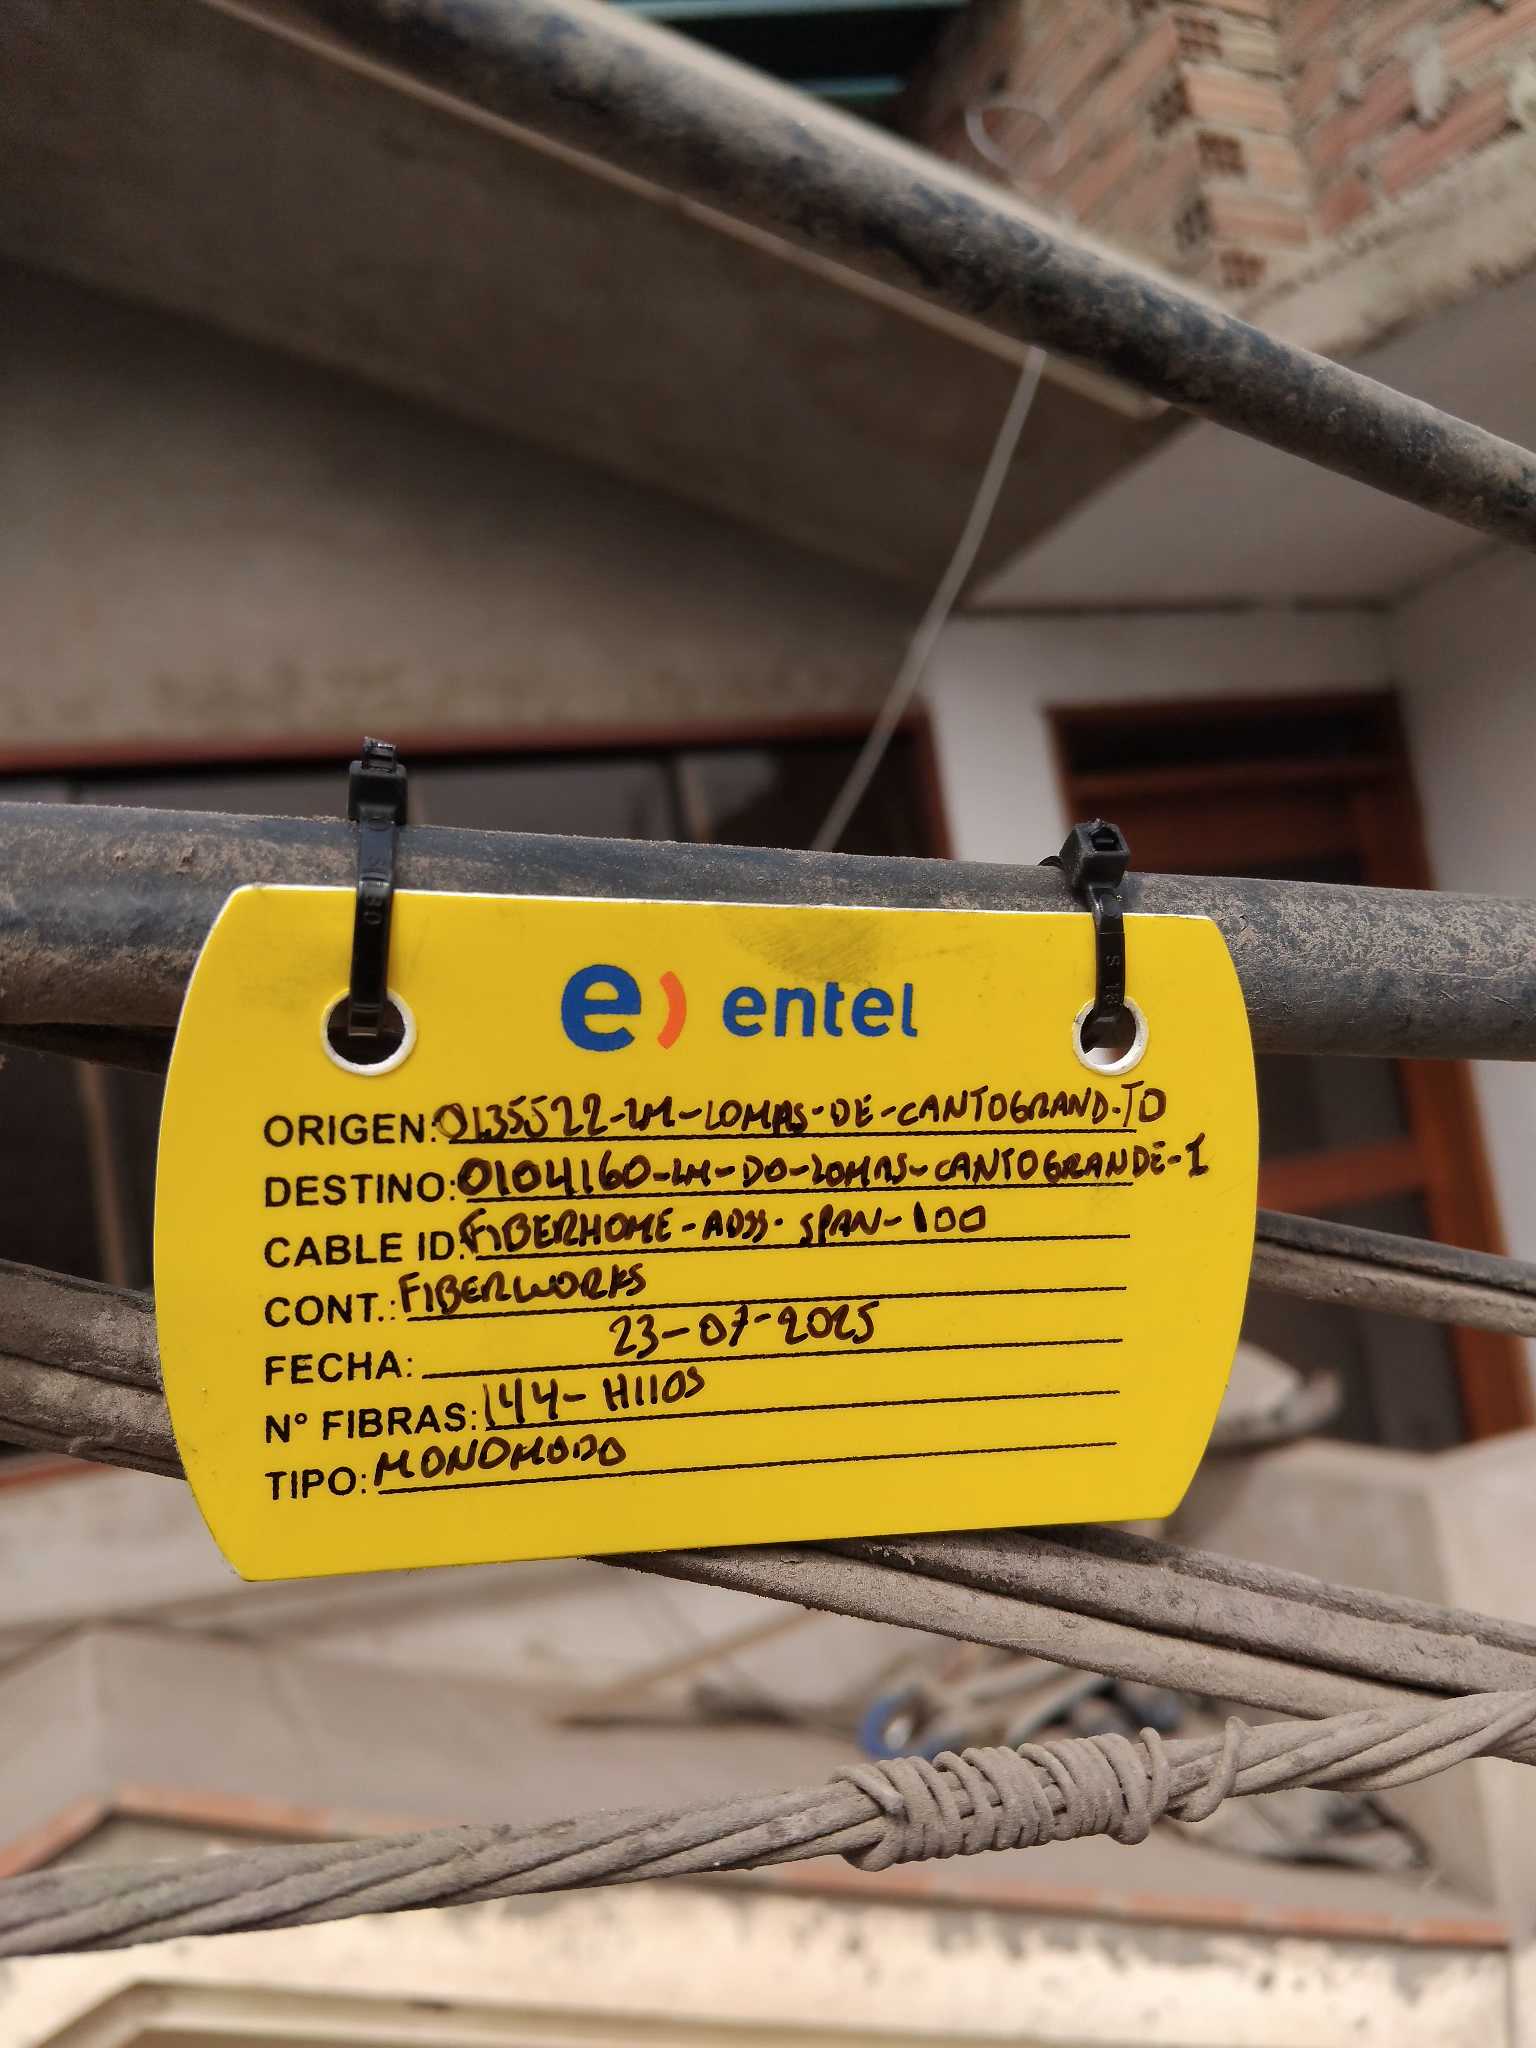 e) entel
ORIGEN: 0135522-LM-LOMAS-DE-CANTOGRAND-TD
DESTINO: 0104160-LM-DO-LOMAS-CANTOGRANDE-1
CABLE ID: FIBERHOME-ADSS-SPAN-100
CONT.: FIBERWORKS
FECHA: 23-07-2025
N° FIBRAS: 144-HILOS
TIPO: MONOMODO